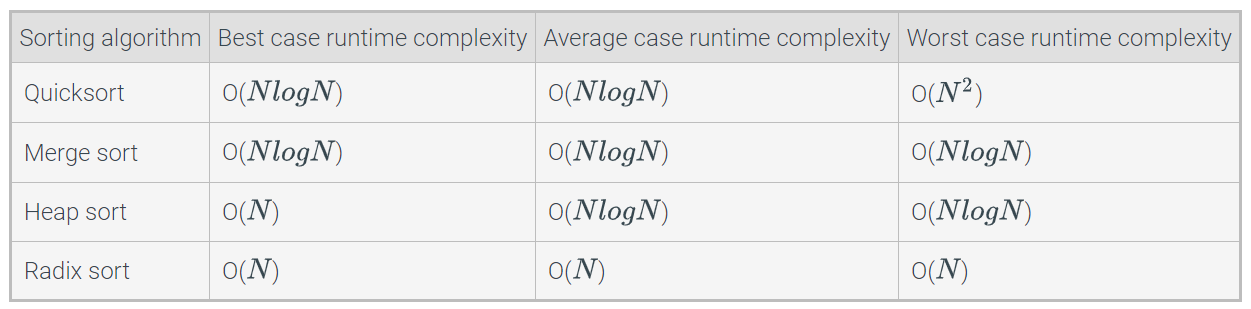 Sorting algorithm Best case runtime complexity Average case runtime complexity Worst case runtime complexity
Quicksort O(NlogN) O(NlogN) O(N²)
Merge sort O(NlogN) O(NlogN) O(NlogN)
Heap sort O(N) O(NlogN) O(NlogN)
Radix sort O(N) O(N) O(N)